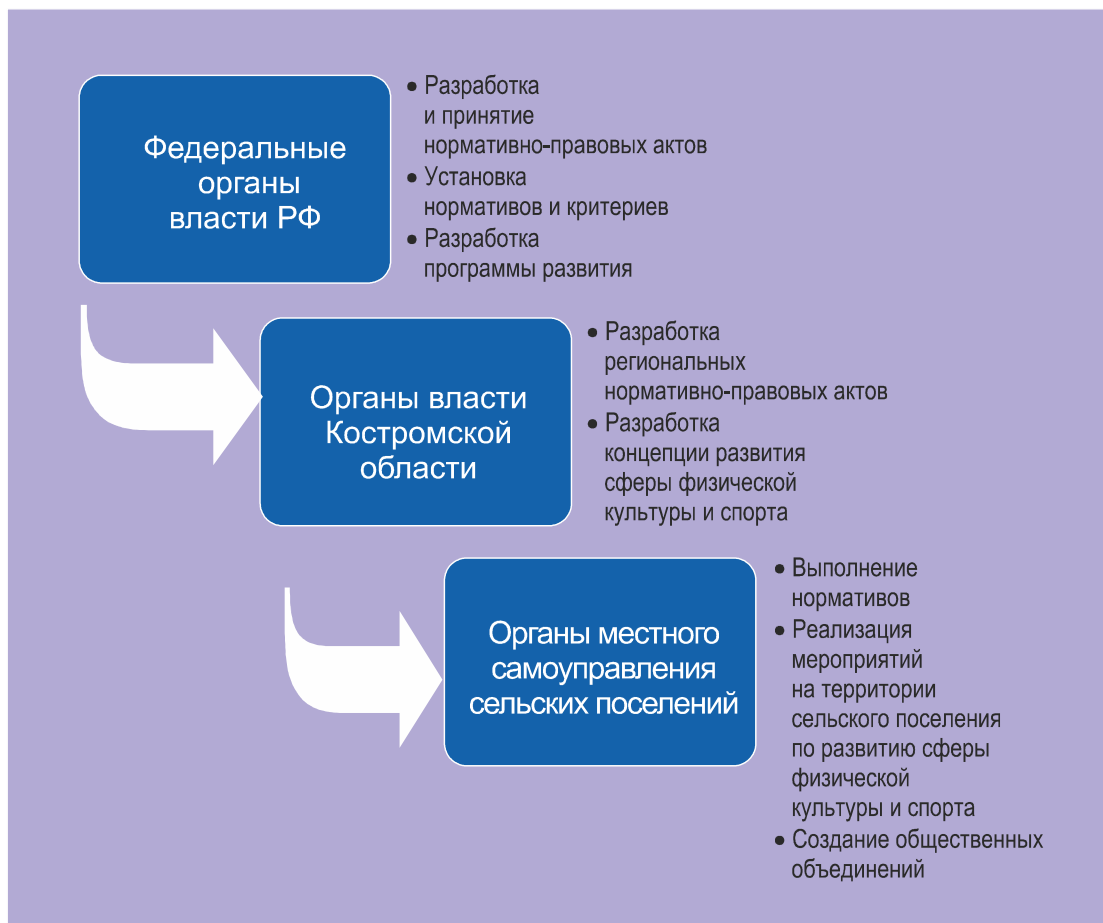 Федеральные
органы
власти РФ
• Разработка
и принятие
нормативно-правовых актов
• Установка
нормативов и критериев
• Разработка
программы развития
Органы власти
Костромской
области
• Разработка
региональных
нормативно-правовых актов
• Разработка
концепции развития
сферы физической
культуры и спорта
Органы местного
самоуправления
сельских поселений
• Выполнение
нормативов
• Реализация
мероприятий
на территории
сельского поселения
по развитию сферы
физической
культуры и спорта
• Создание общественных
объединений